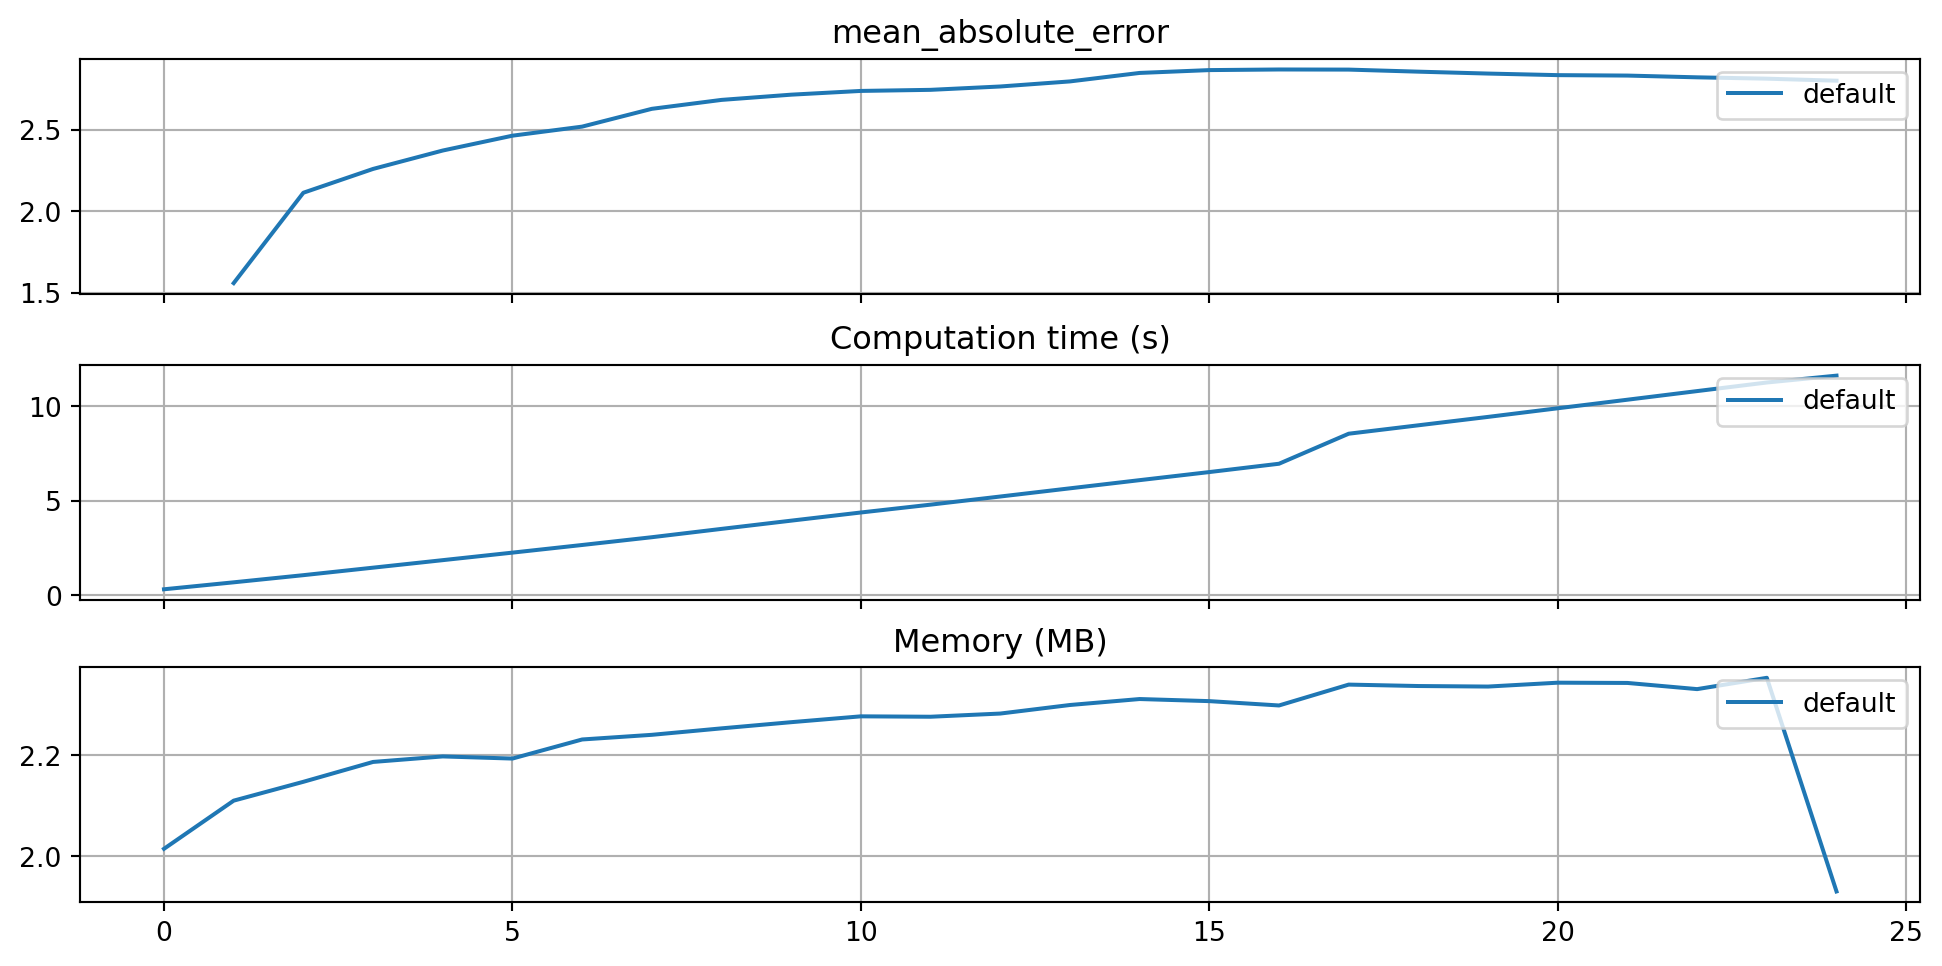 mean_absolute_error
2.5
2.0
1.5
default
Computation time (s)
10
5
0
default
Memory (MB)
2.2
2.0
default
0 5 10 15 20 25